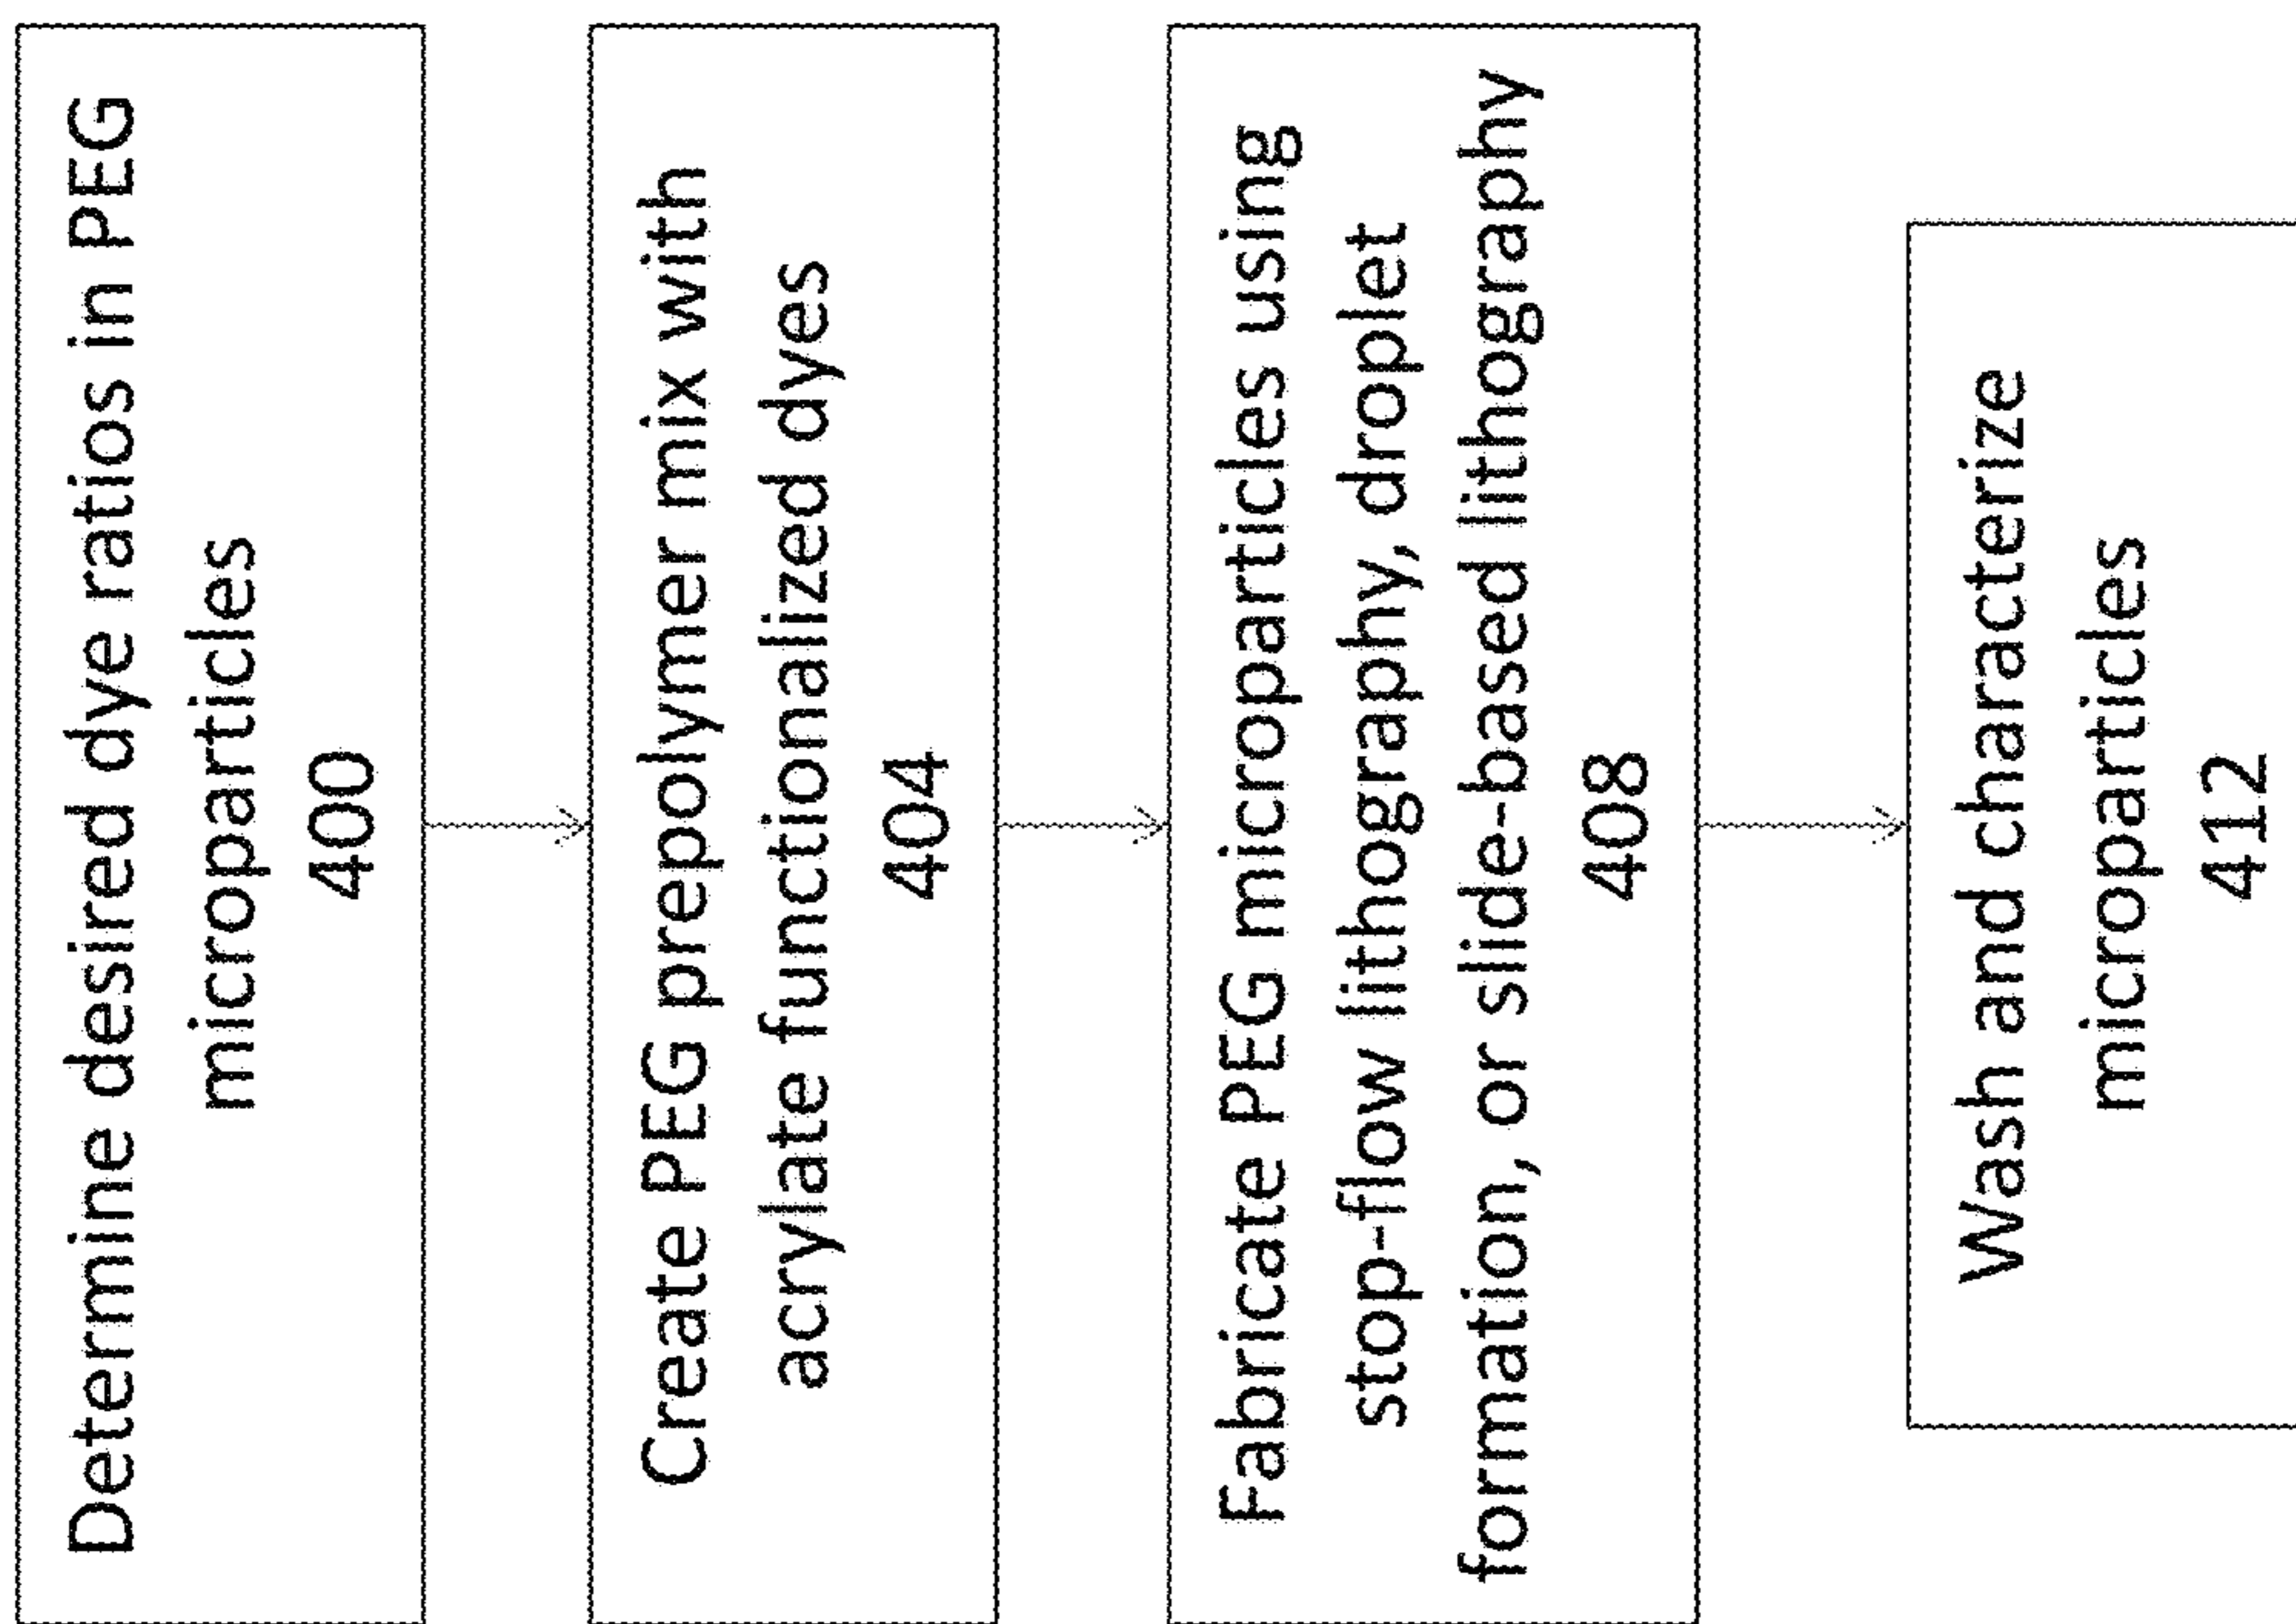 Determine desired dye ratios in PEG
microparticles
400
Create PEG prepolymer mix with
acrylate functionalized dyes
404
Fabricate PEG microparticles using
stop-flow lithography, droplet
formation, or slide-based lithography
408
Wash and characterize
microparticles
412